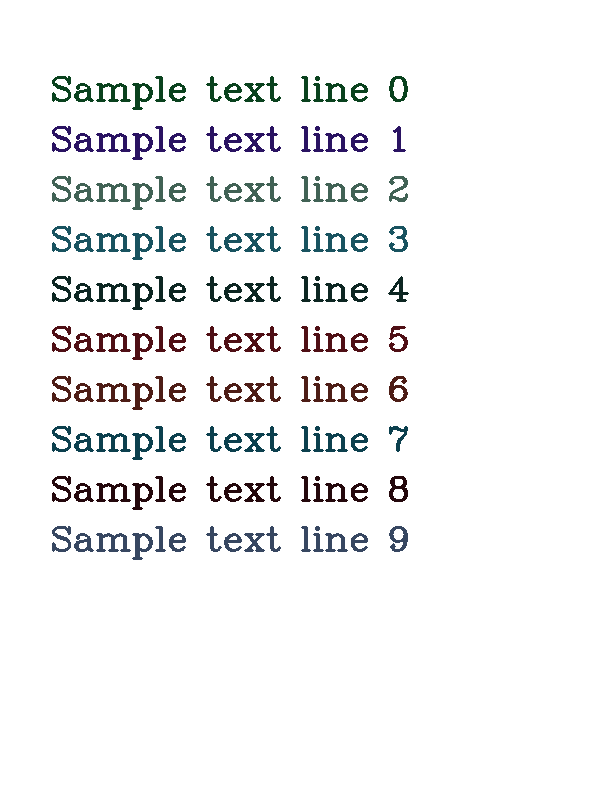 Sample text line 0
Sample text line 1
Sample text line 2
Sample text line 3
Sample text line 4
Sample text line 5
Sample text line 6
Sample text line 7
Sample text line 8
Sample text line 9